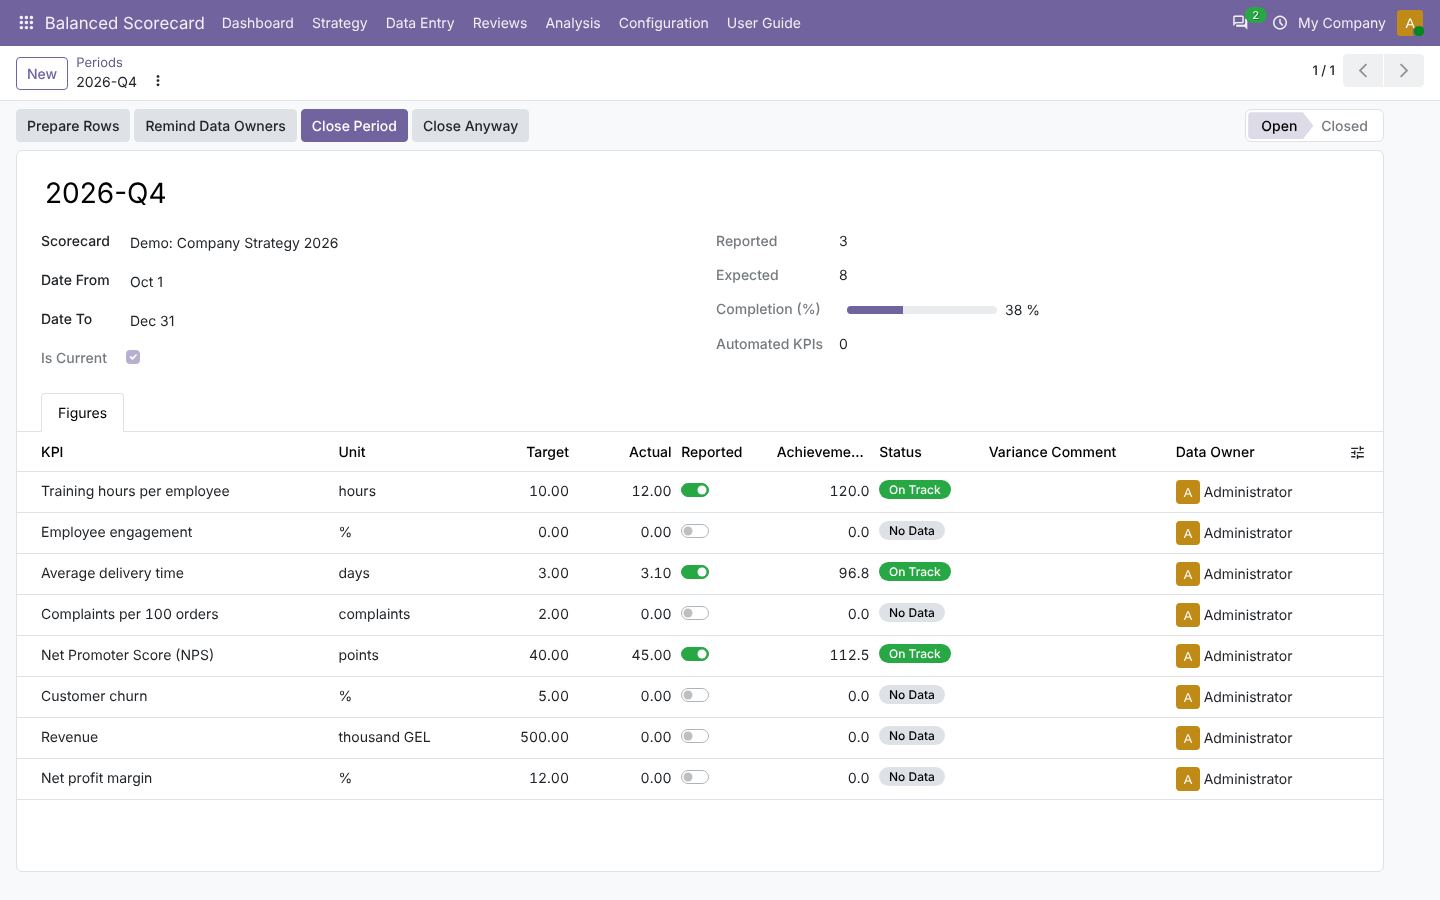 Balanced Scorecard Dashboard Strategy Data Entry Reviews Analysis Configuration User Guide 2 My Company A
New Periods 1 / 1
2026-Q4
Prepare Rows Remind Data Owners Close Period Close Anyway Open Closed
2026-Q4
Scorecard Demo: Company Strategy 2026 Reported 3
Date From Oct 1 Expected 8
Date To Dec 31 Completion (%) 38 %
Is Current Automated KPIs 0
Figures
KPI Unit Target Actual Reported Achieveme... Status Variance Comment Data Owner
Training hours per employee hours 10.00 12.00 120.0 On Track A Administrator
Employee engagement % 0.00 0.00 0.0 No Data A Administrator
Average delivery time days 3.00 3.10 96.8 On Track A Administrator
Complaints per 100 orders complaints 2.00 0.00 0.0 No Data A Administrator
Net Promoter Score (NPS) points 40.00 45.00 112.5 On Track A Administrator
Customer churn % 5.00 0.00 0.0 No Data A Administrator
Revenue thousand GEL 500.00 0.00 0.0 No Data A Administrator
Net profit margin % 12.00 0.00 0.0 No Data A Administrator